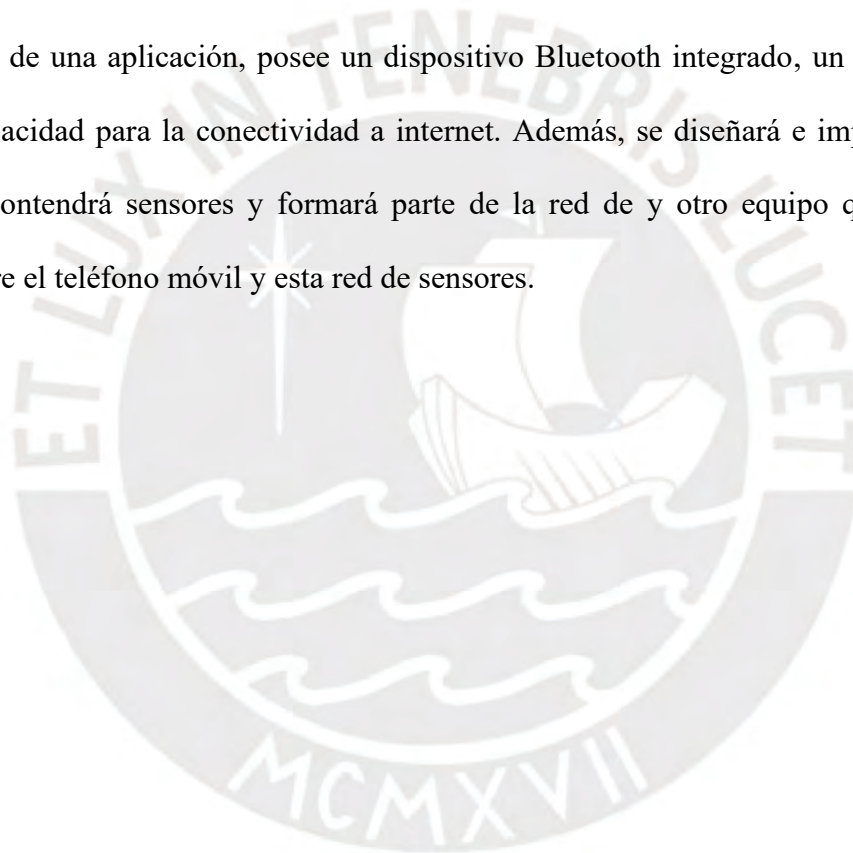 de una aplicación, posee un dispositivo Bluetooth integrado, un
acidad para la conectividad a internet. Además, se diseñará e im
ontendrá sensores y formará parte de la red de y otro equipo q
e el teléfono móvil y esta red de sensores.
ET LUX IN TENEBRIS LUCET
MCMXVII